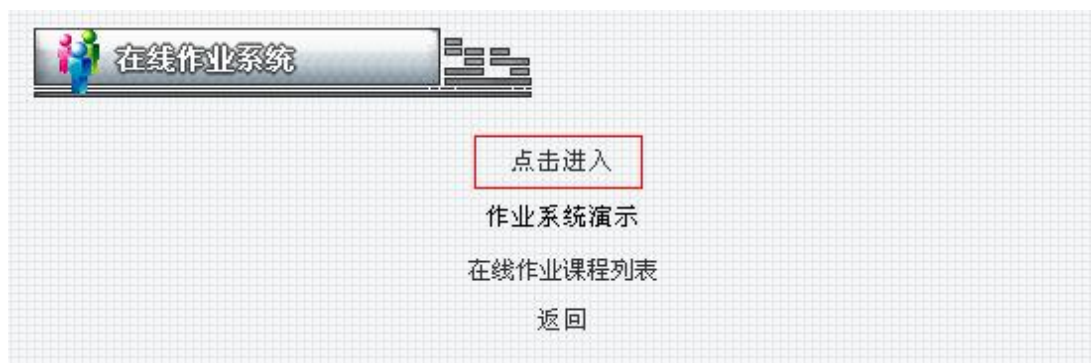 在线作业系统
点击进入
作业系统演示
在线作业课程列表
返回